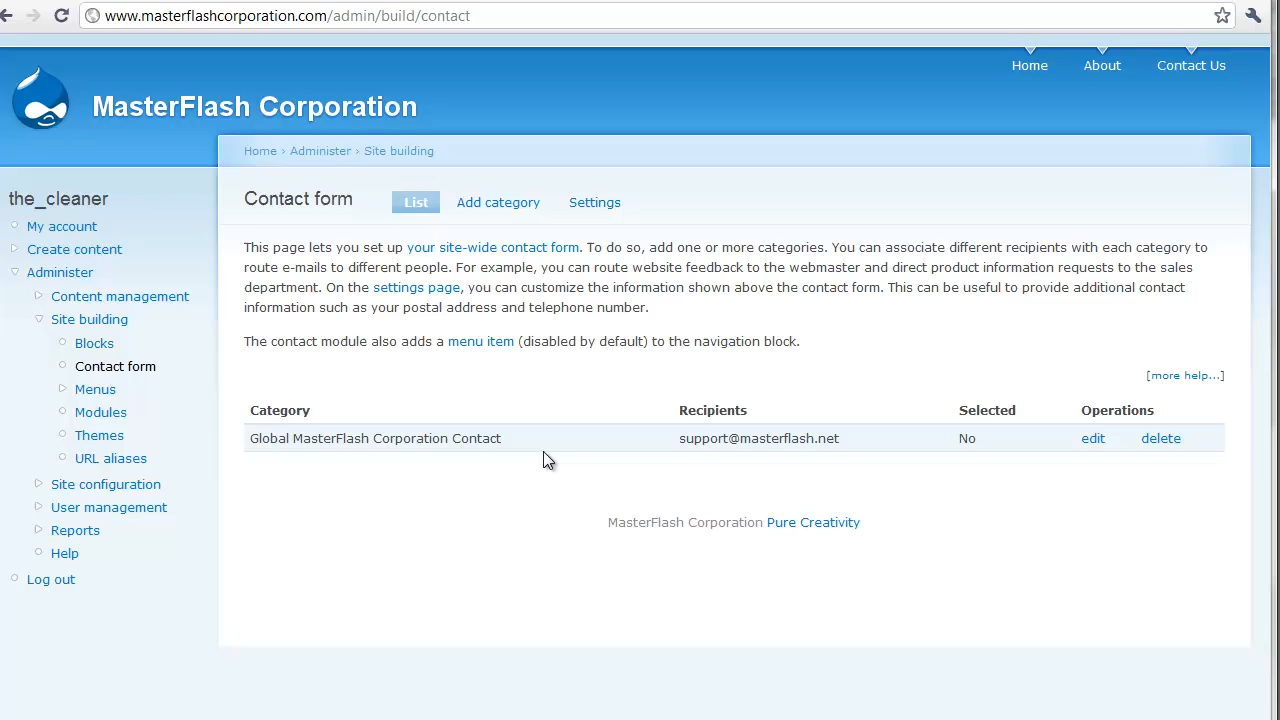 www.masterflashcorporation.com/admin/build/contact
Home About Contact Us
MasterFlash Corporation
Home › Administer › Site building
the_cleaner
My account
Create content
Administer
Content management
Site building
Blocks
Contact form
Menus
Modules
Themes
URL aliases
Site configuration
User management
Reports
Help
Log out
Contact form List Add category Settings
This page lets you set up your site-wide contact form. To do so, add one or more categories. You can associate different recipients with each category to
route e-mails to different people. For example, you can route website feedback to the webmaster and direct product information requests to the sales
department. On the settings page, you can customize the information shown above the contact form. This can be useful to provide additional contact
information such as your postal address and telephone number.
The contact module also adds a menu item (disabled by default) to the navigation block.
[more help...]
Category Recipients Selected Operations
Global MasterFlash Corporation Contact support@masterflash.net No edit delete
MasterFlash Corporation Pure Creativity